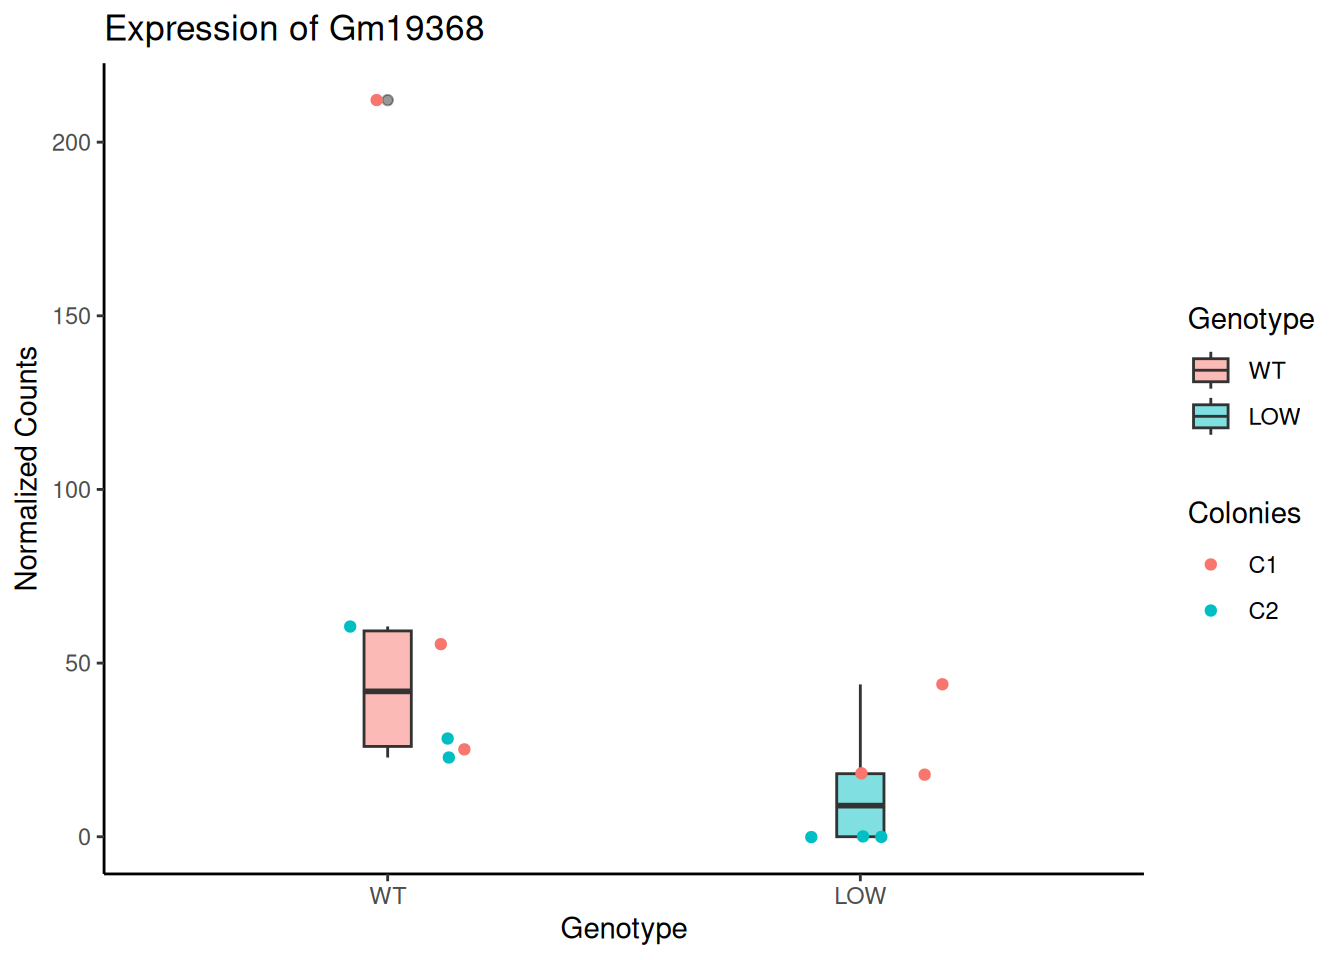 Expression of Gm19368
200
150
100
50
0
Normalized Counts
WT
LOW
Genotype
Genotype
WT
LOW
Colonies
C1
C2